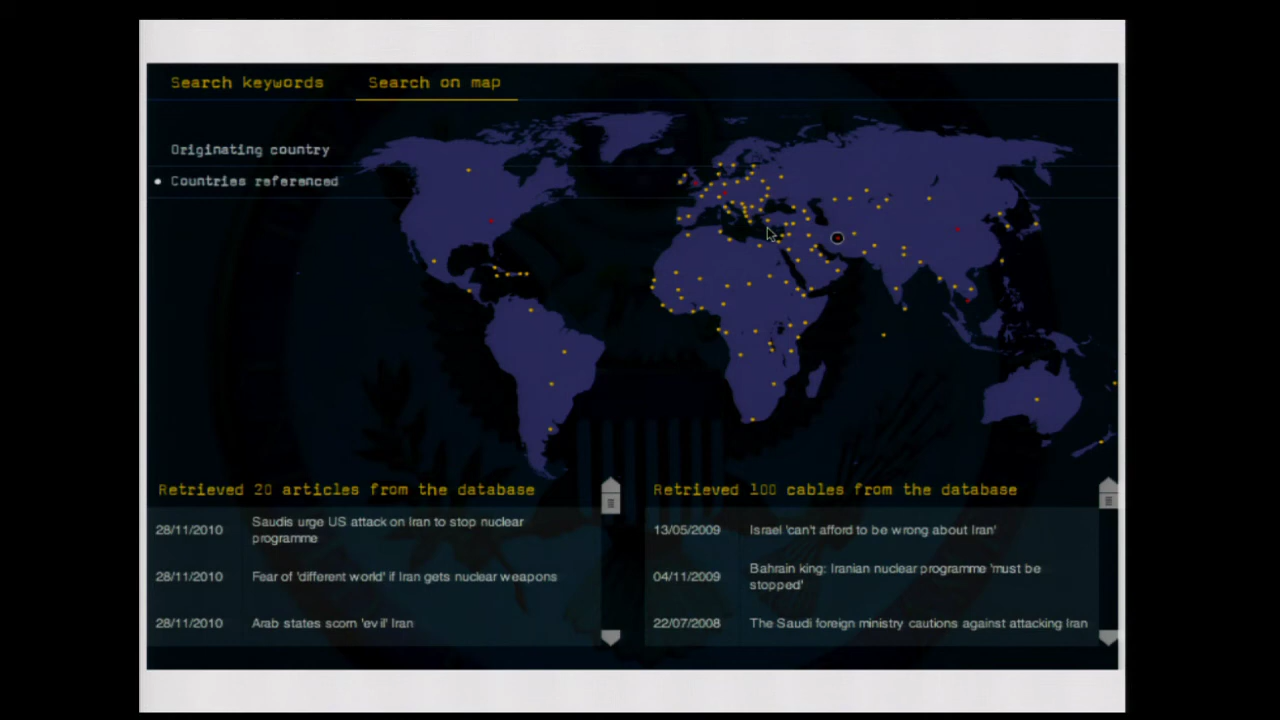 Search keywords
Search on map
Originating country
Countries referenced
Retrieved 20 articles from the database
28/11/2010
Saudis urge US attack on Iran to stop nuclear
programme
28/11/2010
Fear of 'different world' if Iran gets nuclear weapons
28/11/2010
Arab states scorn 'evil' Iran
Retrieved 100 cables from the database
13/05/2009
Israel 'can't afford to be wrong about Iran'
04/11/2009
Bahrain king: Iranian nuclear programme 'must be
stopped'
22/07/2008
The Saudi foreign ministry cautions against attacking Iran